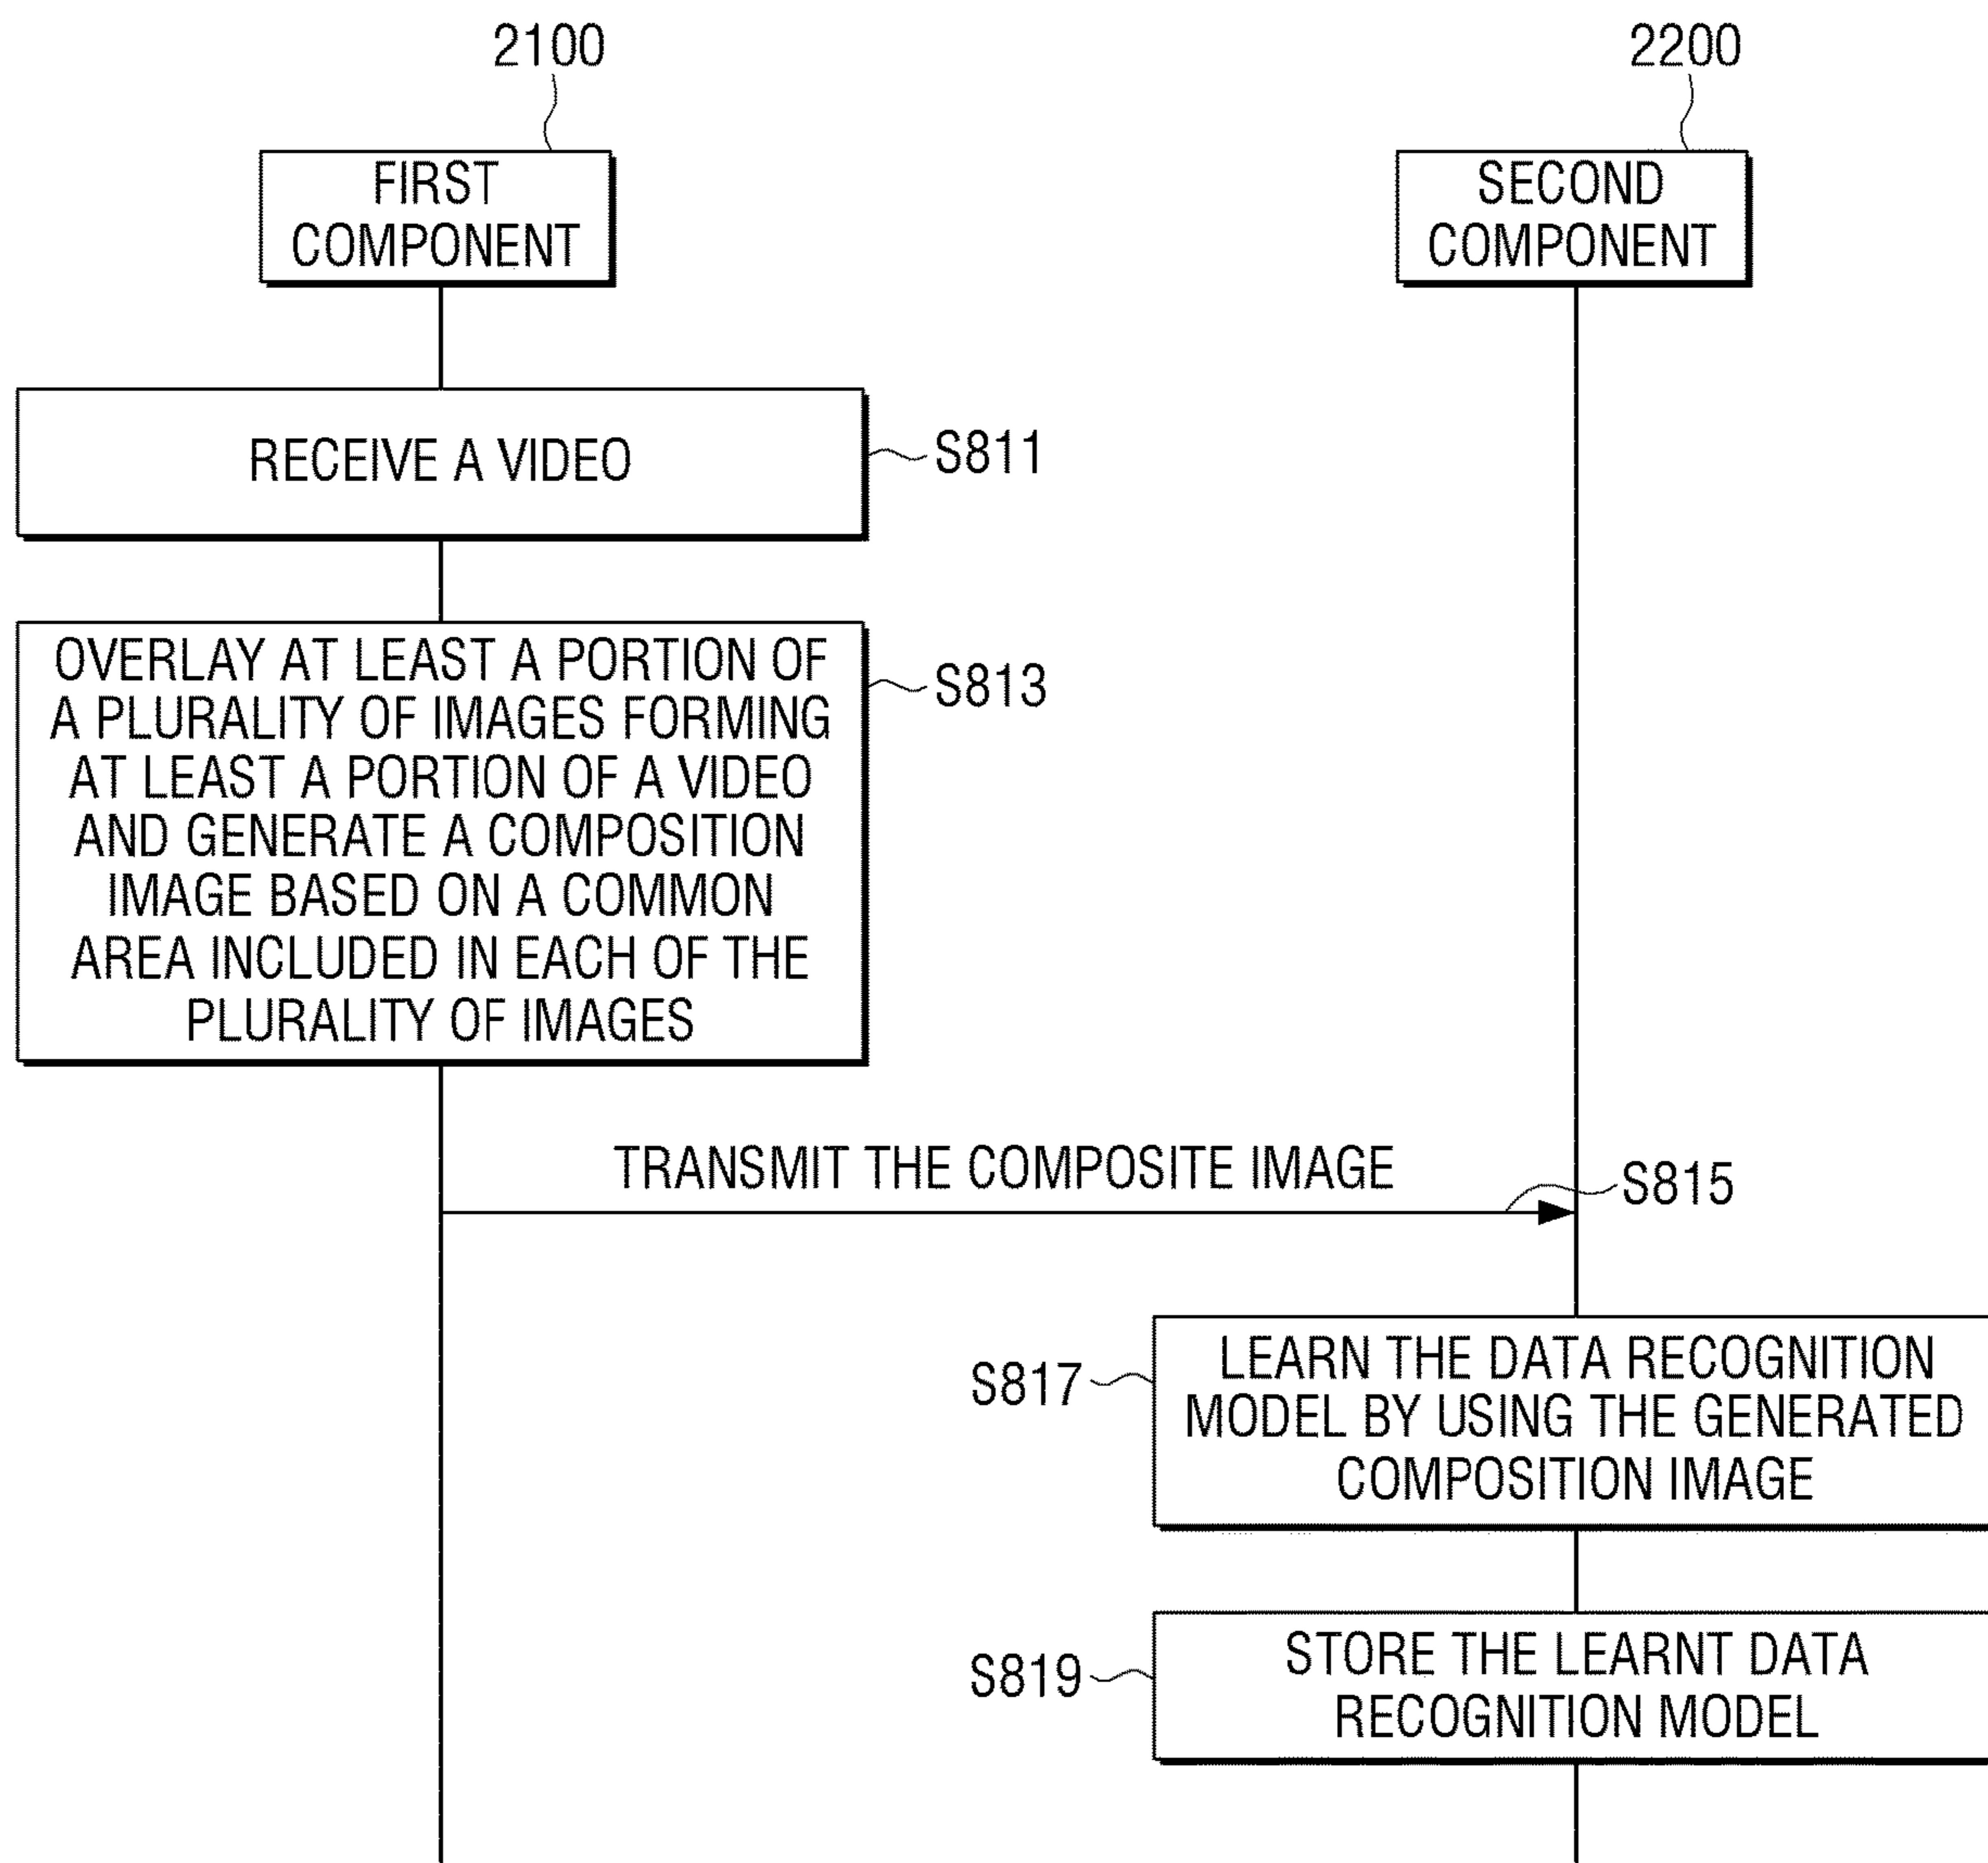 2100
2200
FIRST
COMPONENT
SECOND
COMPONENT
RECEIVE A VIDEO
S811
OVERLAY AT LEAST A PORTION OF
A PLURALITY OF IMAGES FORMING
AT LEAST A PORTION OF A VIDEO
AND GENERATE A COMPOSITION
IMAGE BASED ON A COMMON
AREA INCLUDED IN EACH OF THE
PLURALITY OF IMAGES
S813
TRANSMIT THE COMPOSITE IMAGE
S815
S817
LEARN THE DATA RECOGNITION
MODEL BY USING THE GENERATED
COMPOSITION IMAGE
S819
STORE THE LEARNT DATA
RECOGNITION MODEL